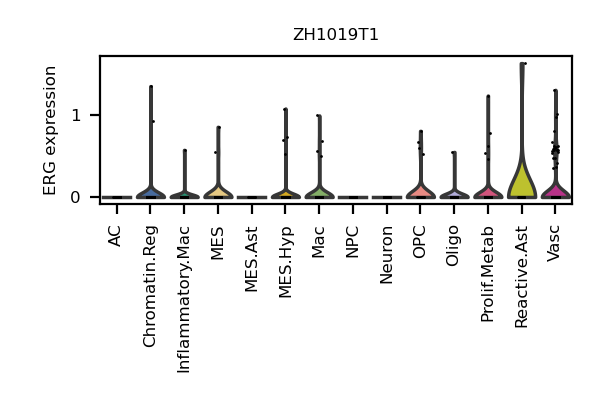 ZH1019T1
ERG expression
1
0
AC
Chromatin.Reg
Inflammatory.Mac
MES
MES.Ast
MES.Hyp
Mac
NPC
Neuron
OPC
Oligo
Prolif.Metab
Reactive.Ast
Vasc